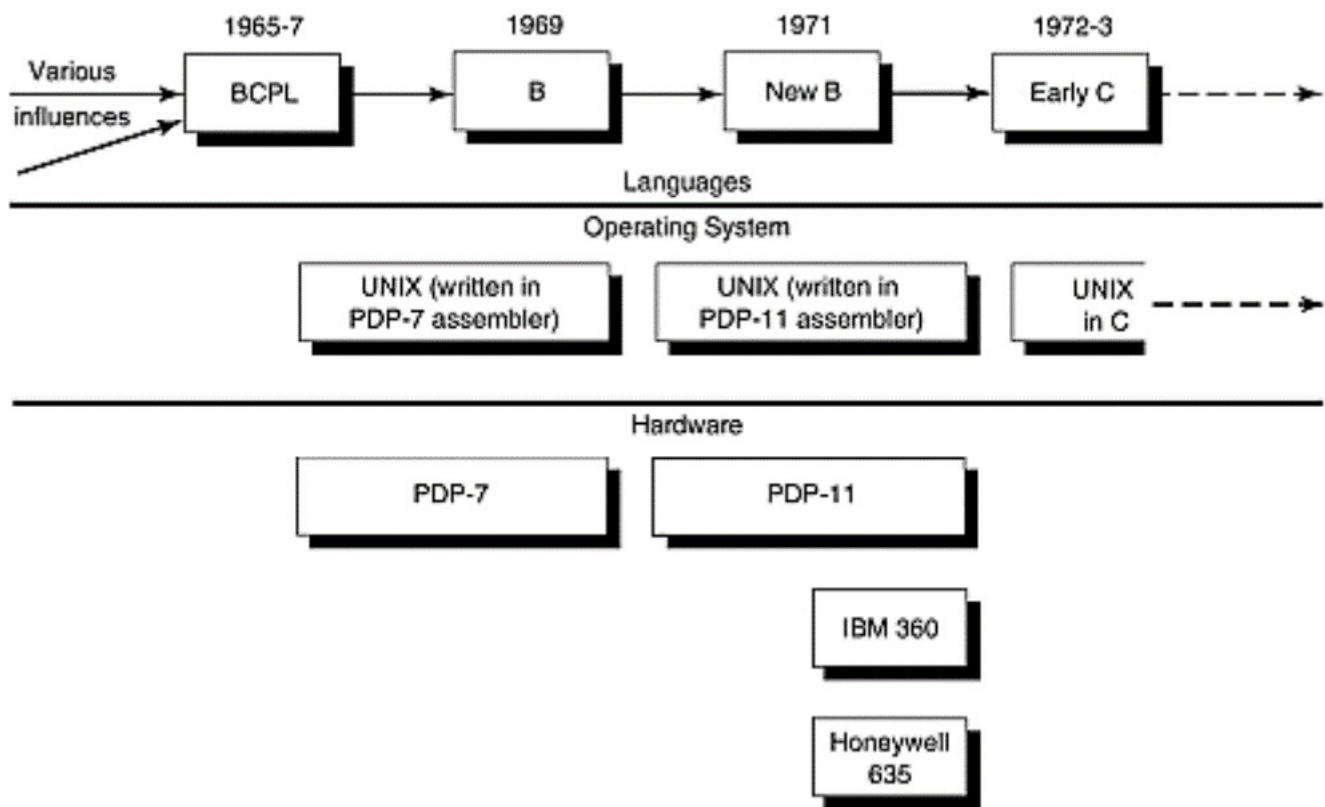 1965-7 1969 1971 1972-3
Various
influences
BCPL B New B Early C
Languages
Operating System
UNIX (written in
PDP-7 assembler)
UNIX (written in
PDP-11 assembler)
UNIX
in C
Hardware
PDP-7 PDP-11
IBM 360
Honeywell
635